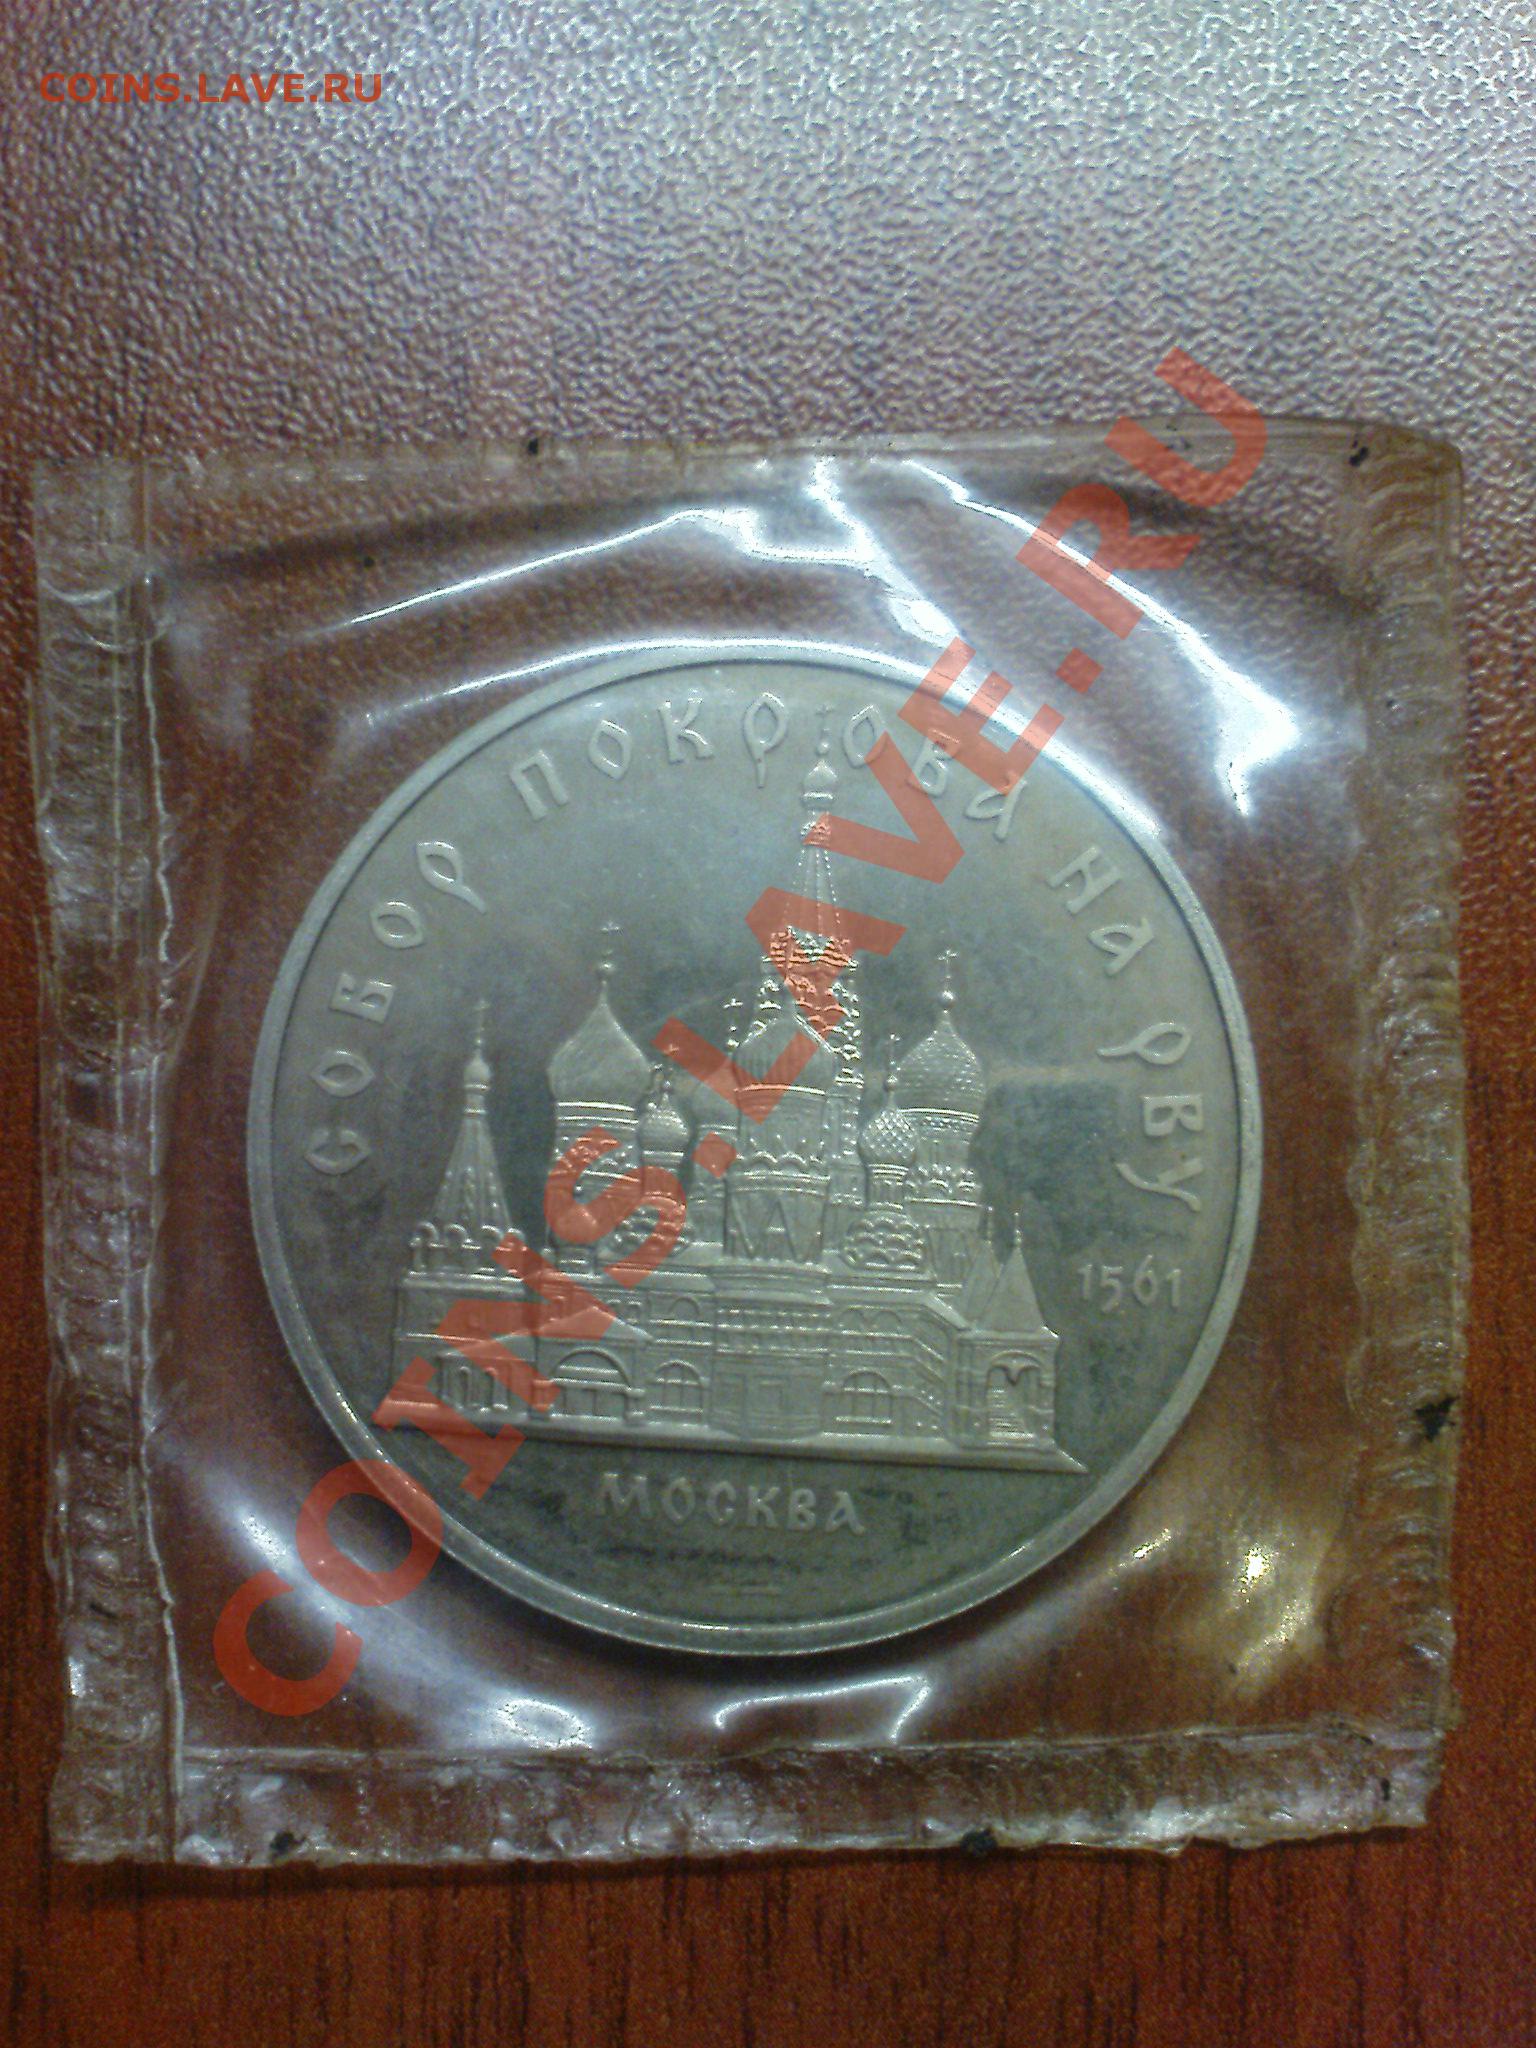 COINS.LAVE.RU
СОБОР ПОКРОВА НА РВУ
1561
МОСКВА
COINS.LAVE.RU